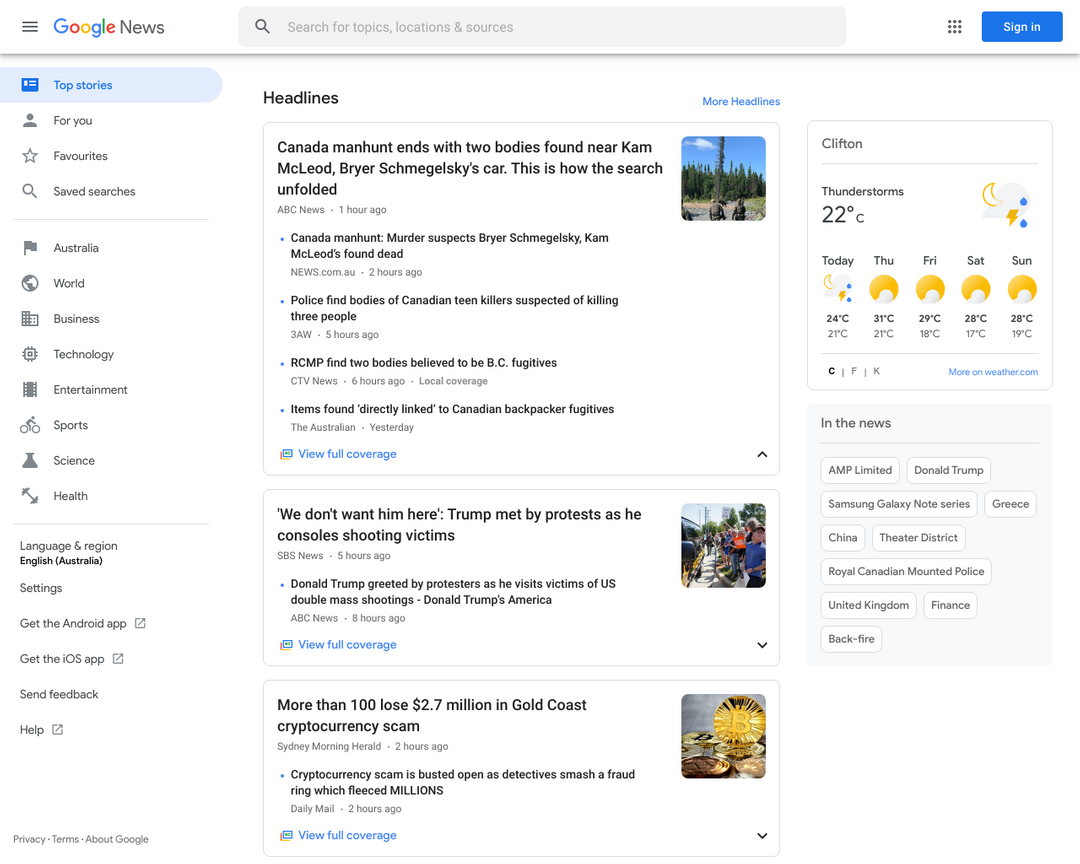 Google News
Search for topics, locations & sources
Sign in
Top stories
For you
Favourites
Saved searches
Australia
World
Business
Technology
Entertainment
Sports
Science
Health
Language & region
English (Australia)
Settings
Get the Android app
Get the iOS app
Send feedback
Help
Privacy · Terms · About Google
Headlines
More Headlines
Canada manhunt ends with two bodies found near Kam
McLeod, Bryer Schmegelsky's car. This is how the search
unfolded
ABC News · 1 hour ago
• Canada manhunt: Murder suspects Bryer Schmegelsky, Kam
McLeod's found dead
NEWS.com.au · 2 hours ago
• Police find bodies of Canadian teen killers suspected of killing
three people
3AW · 5 hours ago
• RCMP find two bodies believed to be B.C. fugitives
CTV News · 6 hours ago · Local coverage
• Items found ‘directly linked’ to Canadian backpacker fugitives
The Australian · Yesterday
View full coverage
'We don't want him here': Trump met by protests as he
consoles shooting victims
SBS News · 5 hours ago
• Donald Trump greeted by protesters as he visits victims of US
double mass shootings - Donald Trump's America
ABC News · 8 hours ago
View full coverage
More than 100 lose $2.7 million in Gold Coast
cryptocurrency scam
Sydney Morning Herald · 2 hours ago
• Cryptocurrency scam is busted open as detectives smash a fraud
ring which fleeced MILLIONS
Daily Mail · 2 hours ago
View full coverage
Clifton
Thunderstorms
22°C
Today Thu Fri Sat Sun
24°C 31°C 29°C 28°C 28°C
21°C 21°C 18°C 17°C 19°C
C | F | K More on weather.com
In the news
AMP Limited Donald Trump
Samsung Galaxy Note series Greece
China Theater District
Royal Canadian Mounted Police
United Kingdom Finance
Back-fire